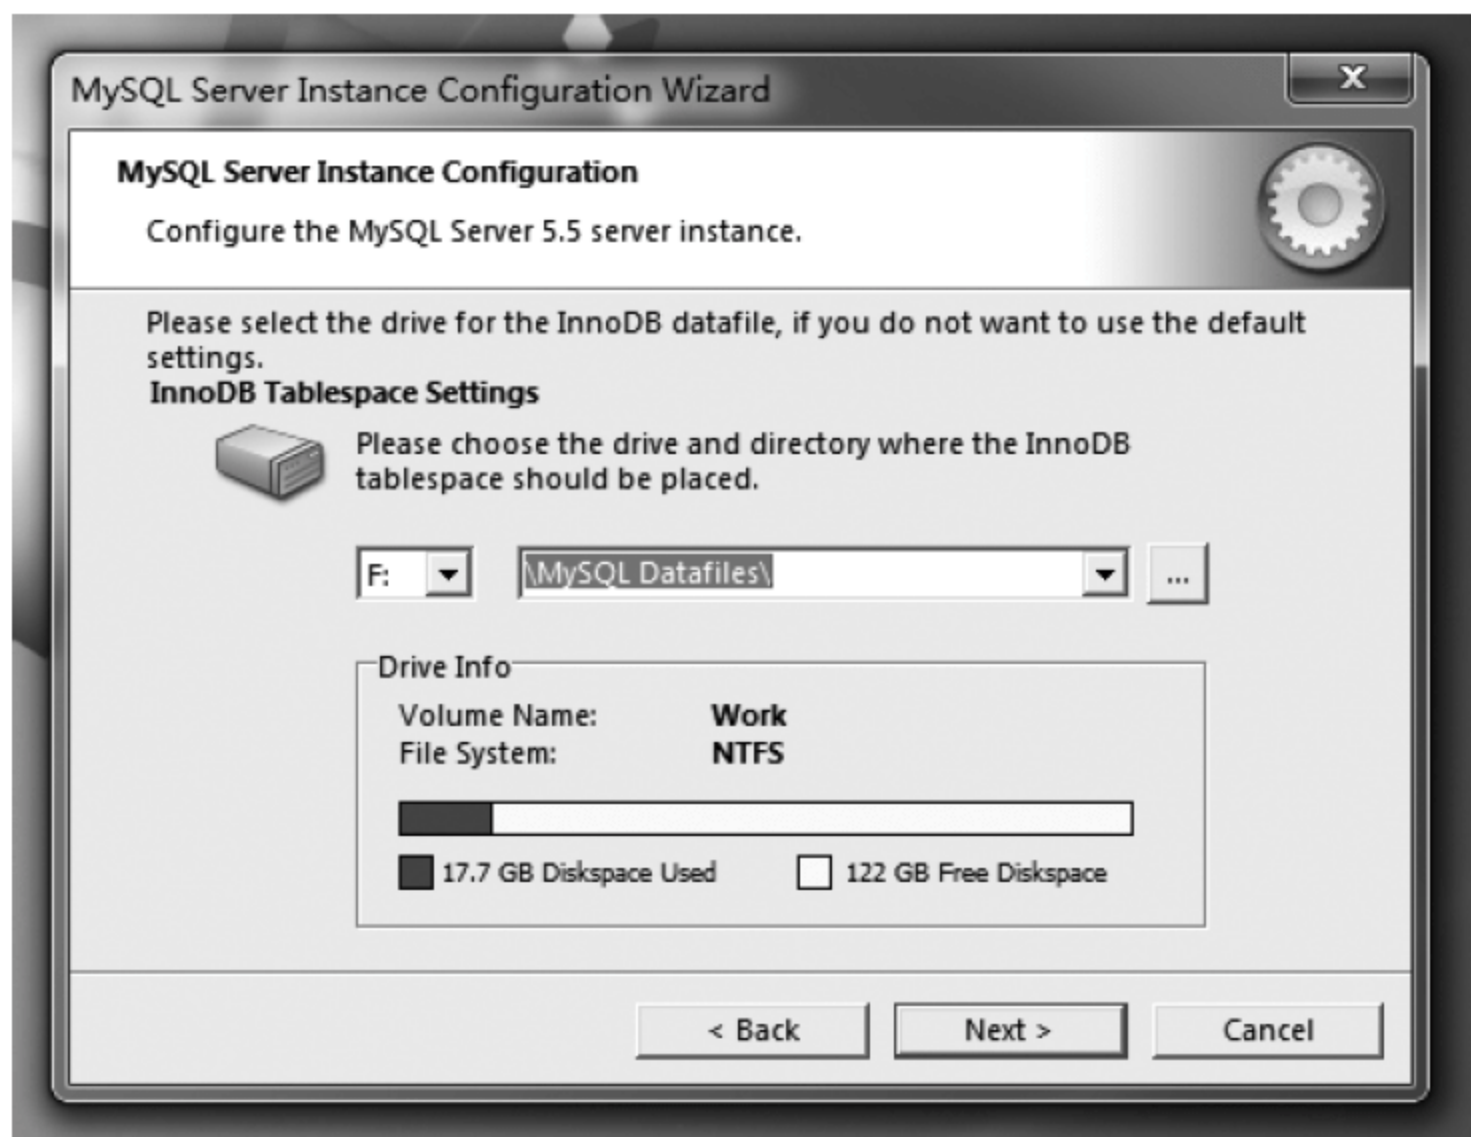 MySQL Server Instance Configuration Wizard
MySQL Server Instance Configuration
Configure the MySQL Server 5.5 server instance.
Please select the drive for the InnoDB datafile, if you do not want to use the default
settings.
InnoDB Tablespace Settings
Please choose the drive and directory where the InnoDB
tablespace should be placed.
F:
\MySQL Datafiles\
...
Drive Info
Volume Name: Work
File System: NTFS
17.7 GB Diskspace Used
122 GB Free Diskspace
< Back
Next >
Cancel